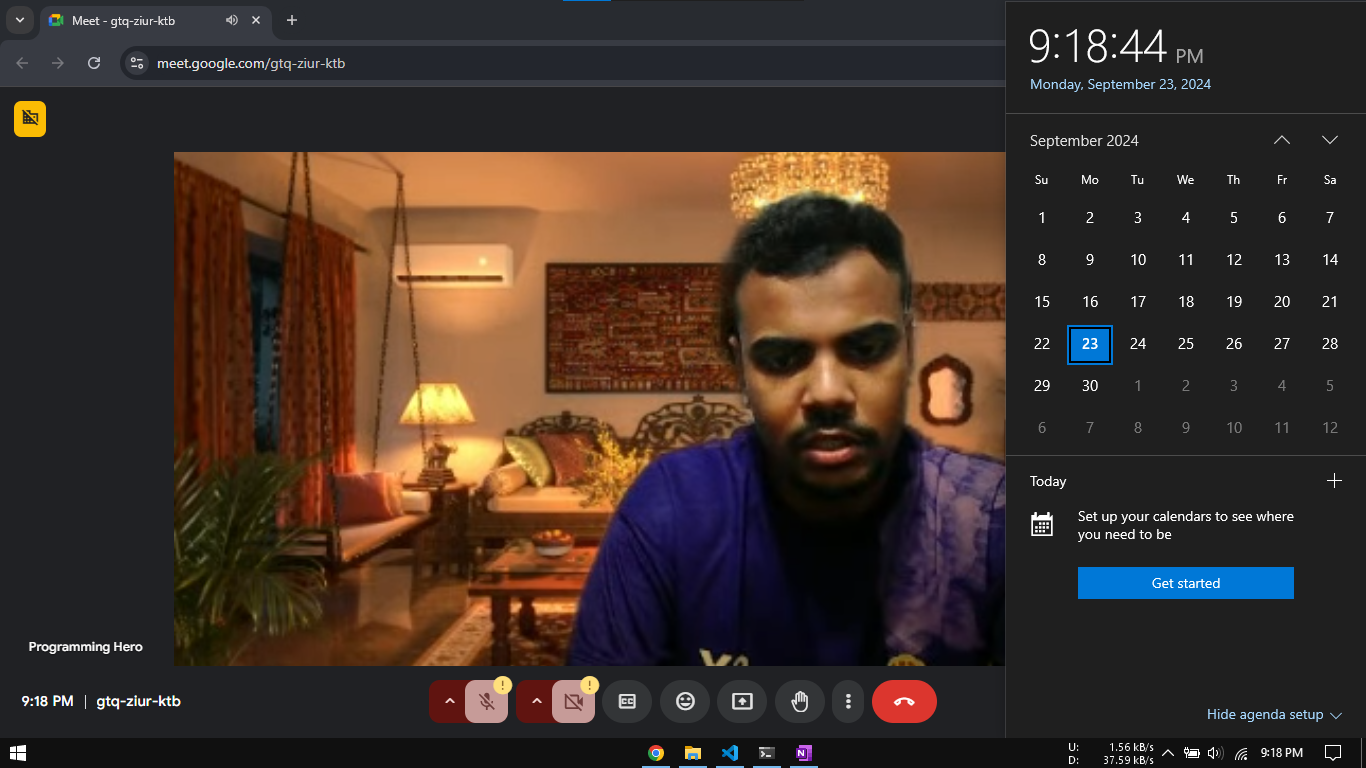 Meet - gtq-ziur-ktb
meet.google.com/gtq-ziur-ktb
Programming Hero
9:18 PM | gtq-ziur-ktb
CC
9:18:44 PM
Monday, September 23, 2024
September 2024
Su Mo Tu We Th Fr Sa
1 2 3 4 5 6 7
8 9 10 11 12 13 14
15 16 17 18 19 20 21
22 23 24 25 26 27 28
29 30 1 2 3 4 5
6 7 8 9 10 11 12
Today
Set up your calendars to see where
you need to be
Get started
Hide agenda setup
U: 1.56 kB/s
D: 37.59 kB/s
9:18 PM